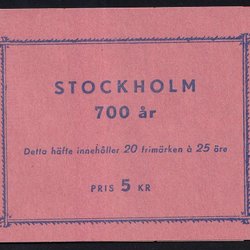 STOCKHOLM
700 år
Detta häfte innehåller 20 frimärken à 25 öre
PRIS 5 KR